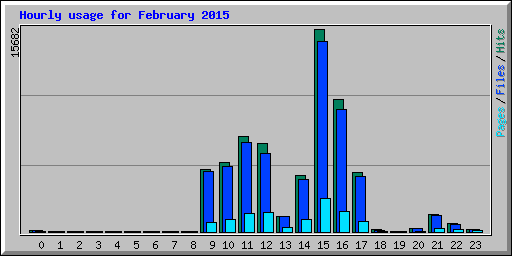 Hourly usage for February 2015
15682
Pages/Files/Hits
0 1 2 3 4 5 6 7 8 9 10 11 12 13 14 15 16 17 18 19 20 21 22 23